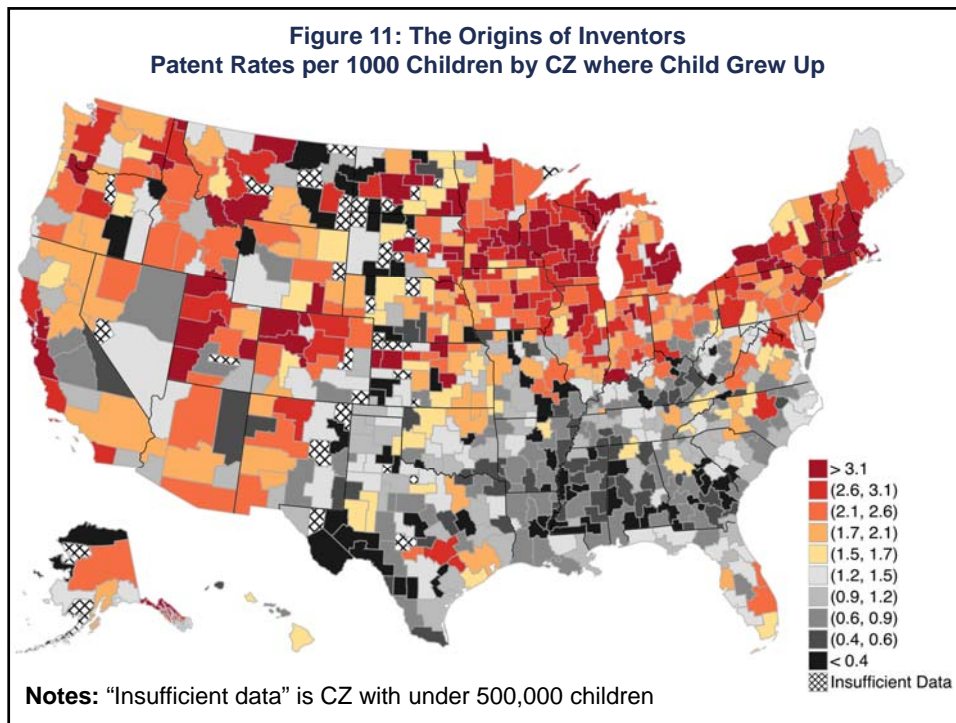 Figure 11: The Origins of Inventors
Patent Rates per 1000 Children by CZ where Child Grew Up
> 3.1
(2.6, 3.1)
(2.1, 2.6)
(1.7, 2.1)
(1.5, 1.7)
(1.2, 1.5)
(0.9, 1.2)
(0.6, 0.9)
(0.4, 0.6)
< 0.4
Insufficient Data
Notes: “Insufficient data” is CZ with under 500,000 children